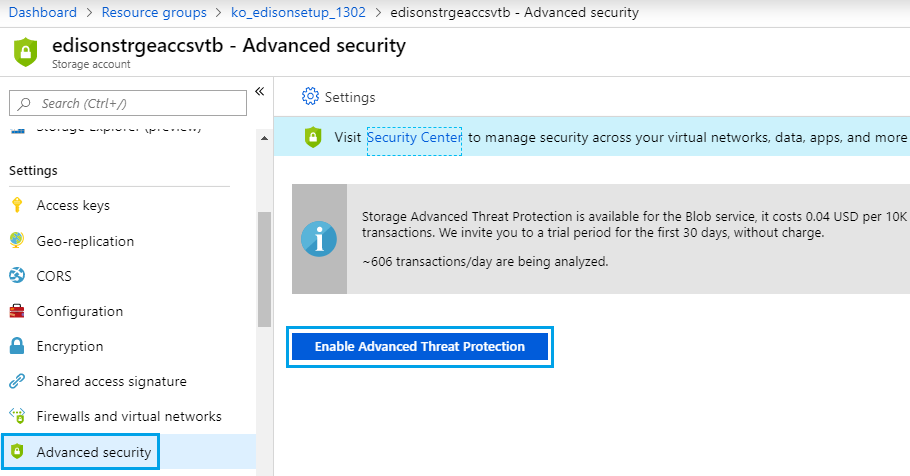 Dashboard > Resource groups > ko_edisonsetup_1302 > edisonstrgeaccsvtb - Advanced security
edisonstrgeaccsvtb - Advanced security
Storage account
Search (Ctrl+/)
«
Storage Explorer (preview)
Settings
Access keys
Geo-replication
CORS
Configuration
Encryption
Shared access signature
Firewalls and virtual networks
Advanced security
Settings
Visit Security Center to manage security across your virtual networks, data, apps, and more
Storage Advanced Threat Protection is available for the Blob service, it costs 0.04 USD per 10K
transactions. We invite you to a trial period for the first 30 days, without charge.
~606 transactions/day are being analyzed.
Enable Advanced Threat Protection